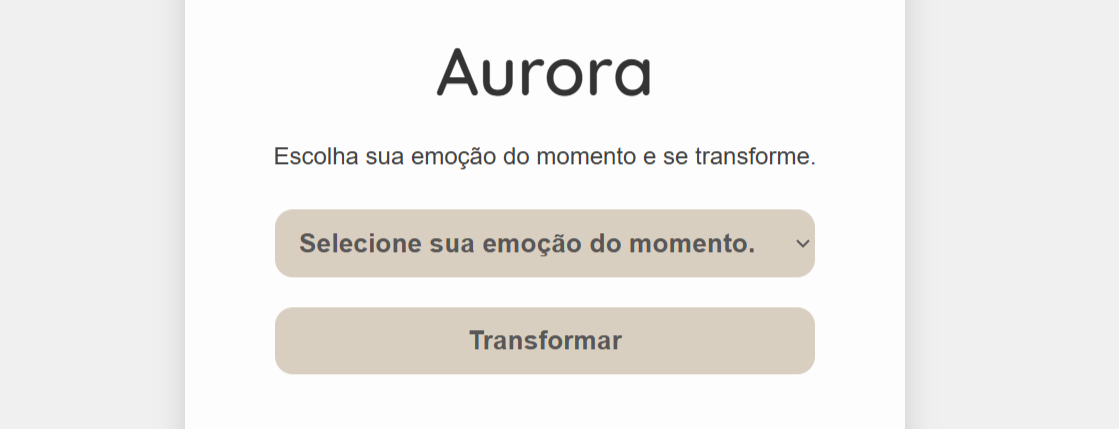 Aurora
Escolha sua emoção do momento e se transforme.
Selecione sua emoção do momento.
Transformar